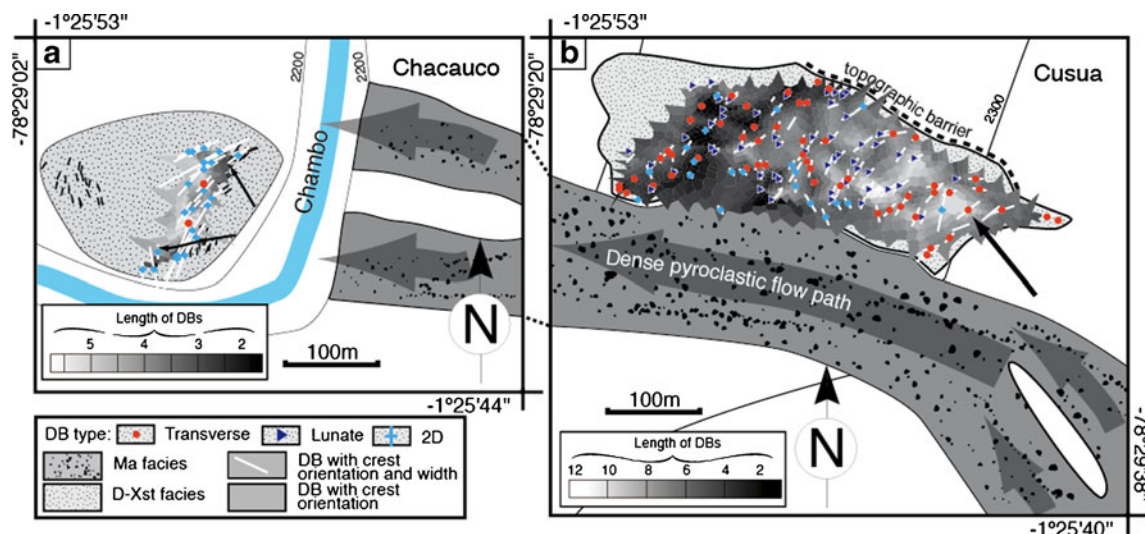 -1°25'53"
-1°25'53"
a
2200
2200
Chacauco
-78°29'02"
-78°29'20"
Chambo
Length of DBs
5 4 3 2
100m
N
-1°25'44"
b
topographic barrier
Cusua
2300
Dense pyroclastic flow path
100m
N
Length of DBs
12 10 8 6 4 2
-78°29'38"
-1°25'40"
DB type: Transverse Lunate 2D
Ma facies
DB with crest
orientation and width
D-Xst facies
DB with crest
orientation